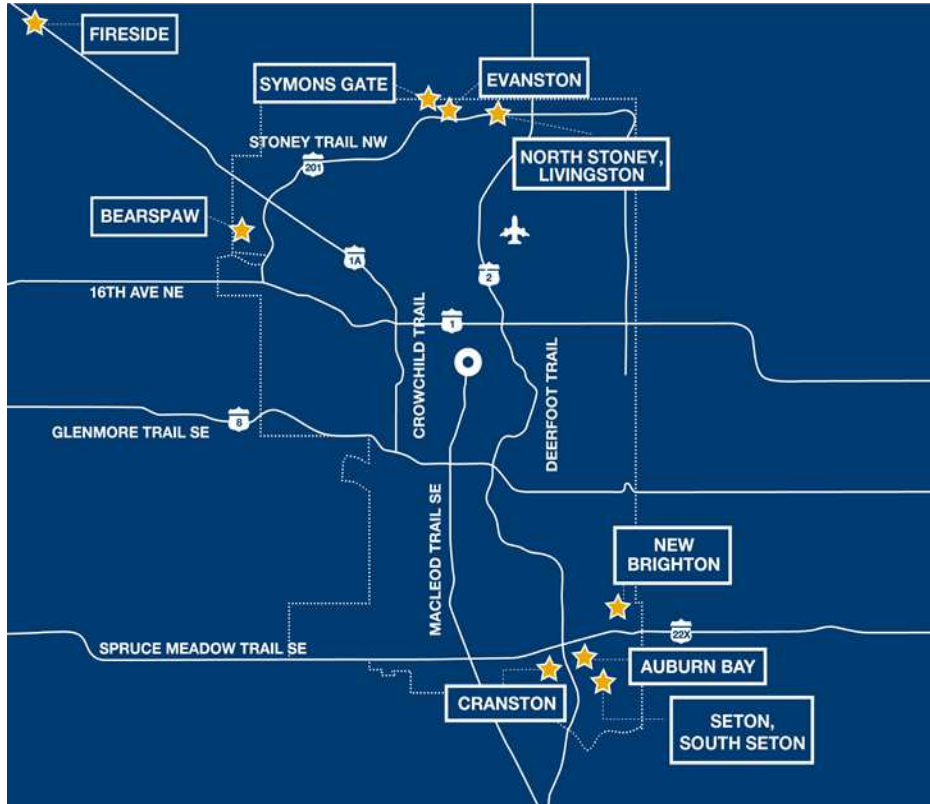 FIRESIDE
SYMONS GATE
EVANSTON
STONEY TRAIL NW
201
NORTH STONEY,
LIVINGSTON
BEARSPAW
1A
2
16TH AVE NE
1
CROWCHILD TRAIL
DEERFOOT TRAIL
8
GLENMORE TRAIL SE
MACLEOD TRAIL SE
NEW
BRIGHTON
22X
SPRUCE MEADOW TRAIL SE
AUBURN BAY
CRANSTON
SETON,
SOUTH SETON